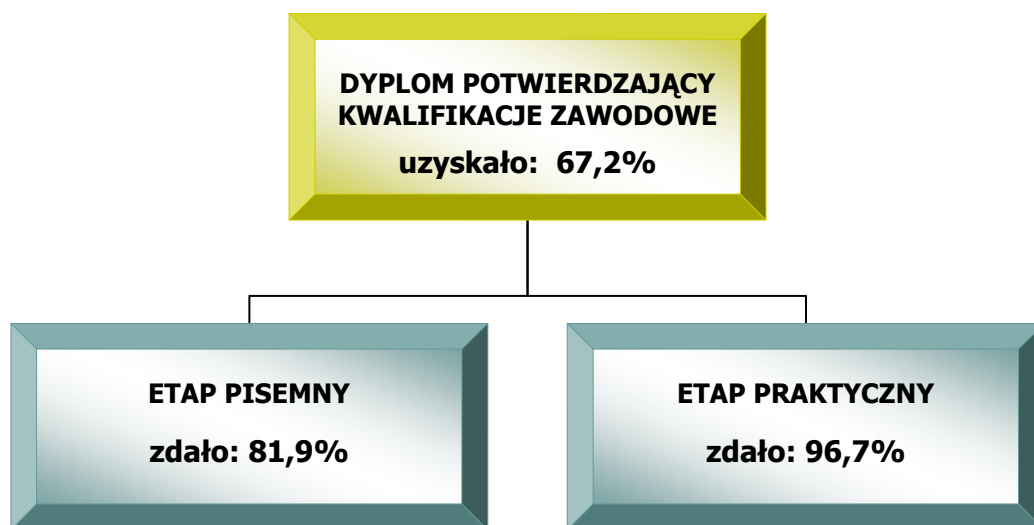 DYPLOM POTWIERDZAJĄCY
KWALIFIKACJE ZAWODOWE
uzyskało: 67,2%
ETAP PISEMNY
zdało: 81,9%
ETAP PRAKTYCZNY
zdało: 96,7%